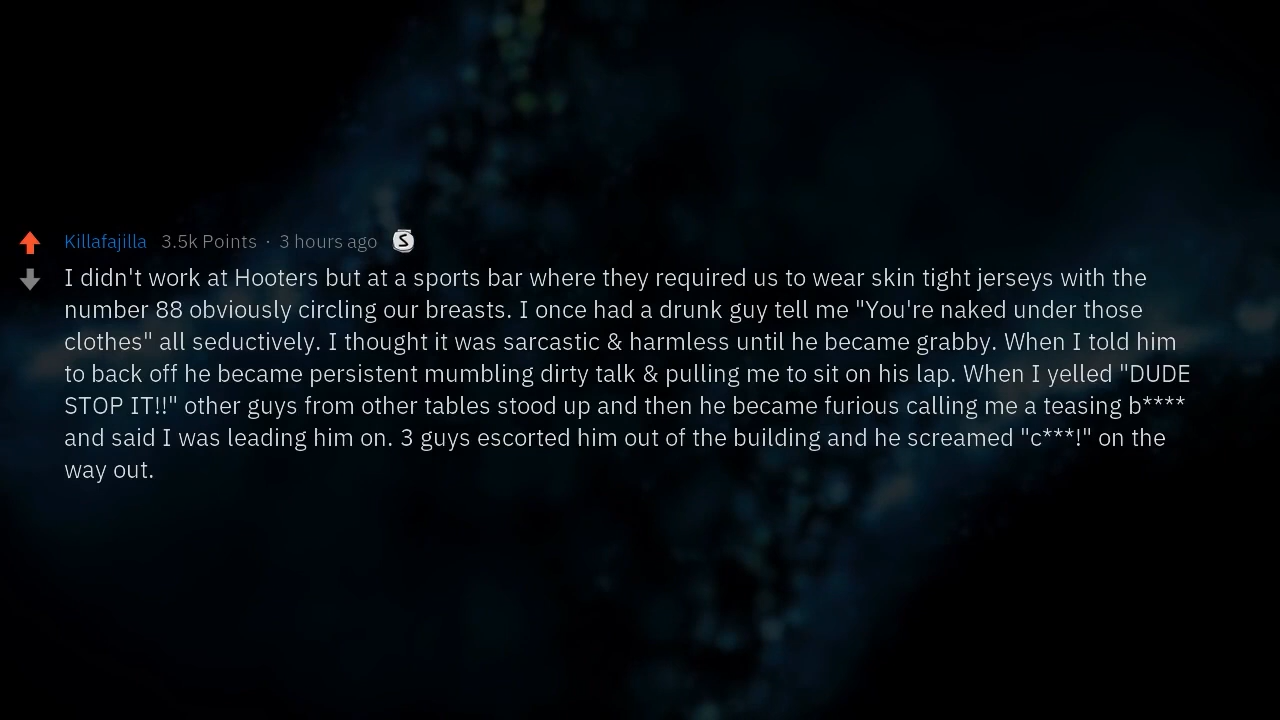 Killafajilla 3.5k Points · 3 hours ago S
I didn't work at Hooters but at a sports bar where they required us to wear skin tight jerseys with the
number 88 obviously circling our breasts. I once had a drunk guy tell me "You're naked under those
clothes" all seductively. I thought it was sarcastic & harmless until he became grabby. When I told him
to back off he became persistent mumbling dirty talk & pulling me to sit on his lap. When I yelled "DUDE
STOP IT!!" other guys from other tables stood up and then he became furious calling me a teasing b****
and said I was leading him on. 3 guys escorted him out of the building and he screamed "c***!" on the
way out.